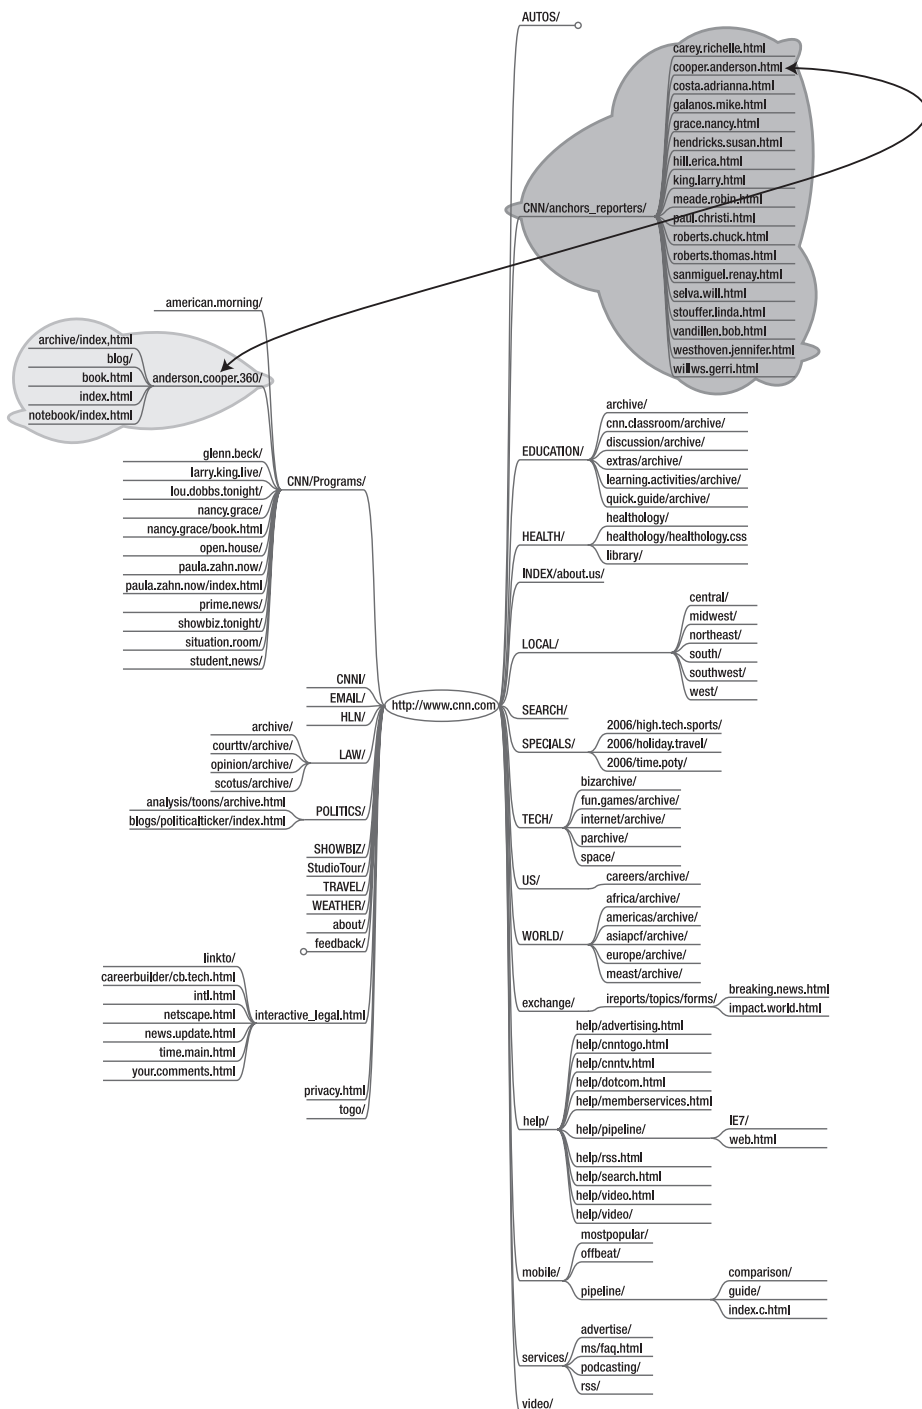 AUTOS/
CNN/anchors_reporters/
carey.richelle.html
cooper.anderson.html
costa.adrianna.html
galanos.mike.html
grace.nancy.html
hendricks.susan.html
hill.erica.html
king.larry.html
meade.robin.html
paul.christi.html
roberts.chuck.html
roberts.thomas.html
sanmiguel.renay.html
selva.will.html
stouffer.linda.html
vandillen.bob.html
westhoven.jennifer.html
willws.gerri.html
american.morning/
archive/index,html
blog/
book.html
index.html
notebook/index.html
anderson.cooper.360/
glenn.beck/
larry.king.live/
lou.dobbs.tonight/
nancy.grace/
nancy.grace/book.html
open.house/
paula.zahn.now/
paula.zahn.now/index.html
prime.news/
showbiz.tonight/
situation.room/
student.news/
CNN/Programs/
EDUCATION/
archive/
cnn.classroom/archive/
discussion/archive/
extras/archive/
learning.activities/archive/
quick.guide/archive/
HEALTH/
healthology/
healthology/healthology.css
library/
INDEX/about.us/
LOCAL/
central/
midwest/
northeast/
south/
southwest/
west/
http://www.cnn.com
CNNI/
EMAIL/
HLN/
archive/
courttv/archive/
opinion/archive/
scotus/archive/
LAW/
analysis/toons/archive.html
blogs/politicalticker/index.html
POLITICS/
SHOWBIZ/
StudioTour/
TRAVEL/
WEATHER/
about/
feedback/
linkto/
careerbuilder/cb.tech.html
intl.html
netscape.html
news.update.html
time.main.html
your.comments.html
interactive_legal.html
privacy.html
togo/
SEARCH/
SPECIALS/
2006/high.tech.sports/
2006/holiday.travel/
2006/time.poty/
TECH/
bizarchive/
fun.games/archive/
internet/archive/
parchive/
space/
US/
careers/archive/
WORLD/
africa/archive/
americas/archive/
asiapcf/archive/
europe/archive/
meast/archive/
exchange/
ireports/topics/forms/
breaking.news.html
impact.world.html
help/
help/advertising.html
help/cnntogo.html
help/cnntv.html
help/dotcom.html
help/memberservices.html
help/pipeline/
IE7/
web.html
help/rss.html
help/search.html
help/video.html
help/video/
mobile/
mostpopular/
offbeat/
pipeline/
comparison/
guide/
index.c.html
services/
advertise/
ms/faq.html
podcasting/
rss/
video/